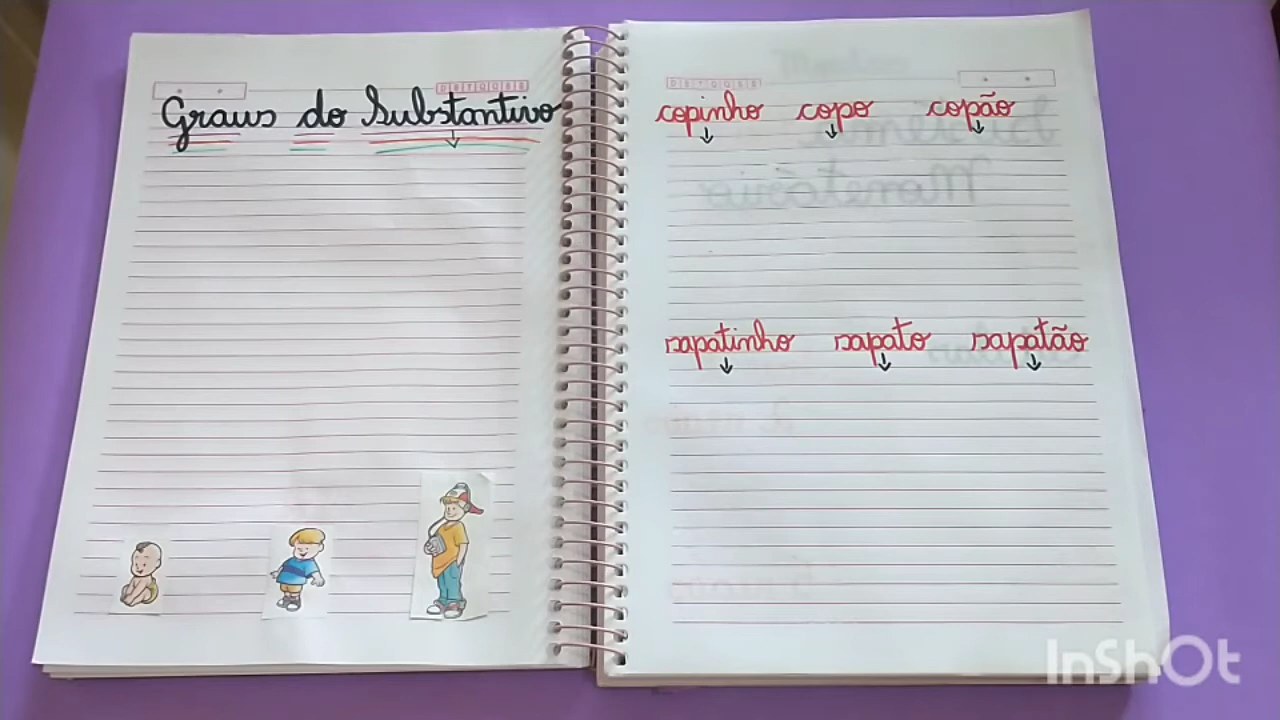 Graus do Substantivo
D S T Q Q S S
copinho copo copão
sapatinho sapato sapatão
InShOt